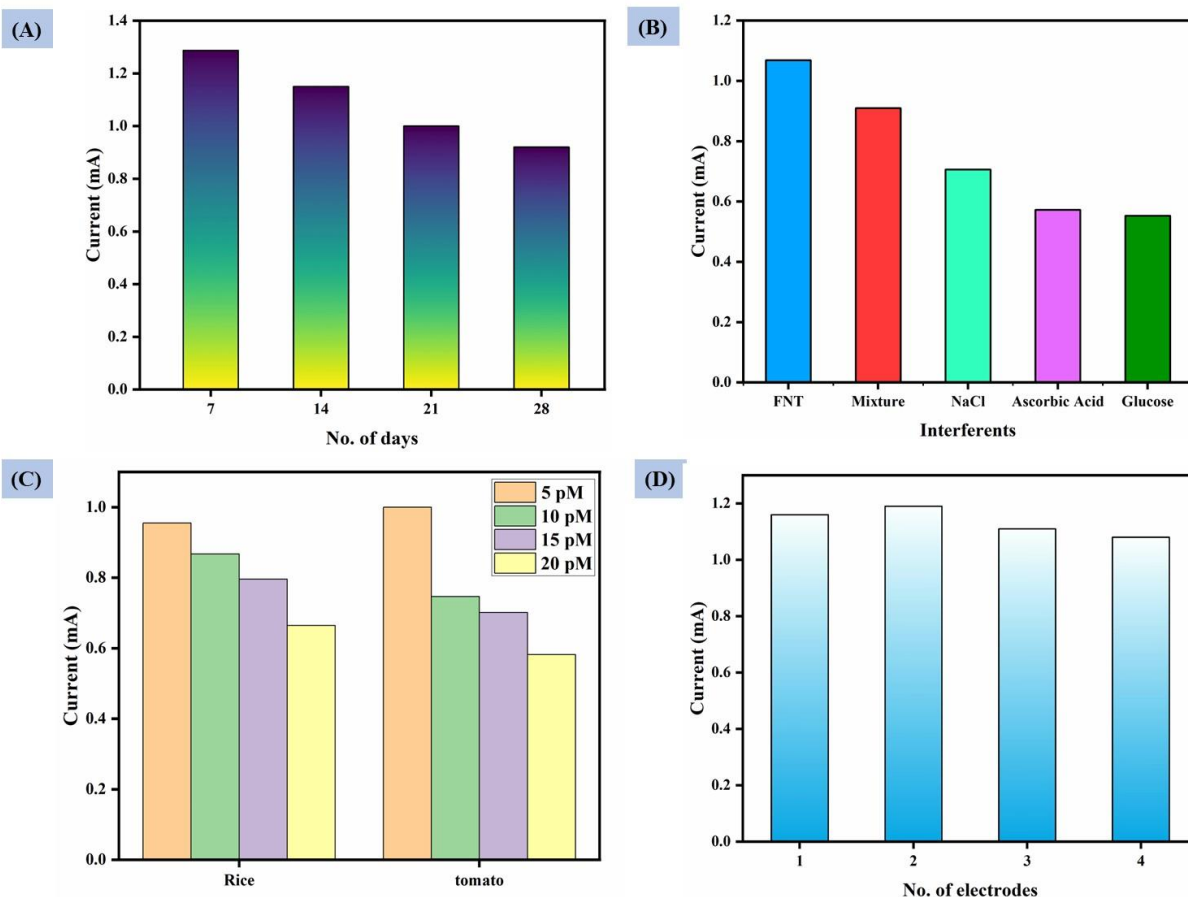 (A)
1.4
1.2
1.0
0.8
0.6
0.4
0.2
0.0
Current (mA)
7 14 21 28
No. of days
(B)
1.2
1.0
0.8
0.6
0.4
0.2
0.0
Current (mA)
FNT Mixture NaCl Ascorbic Acid Glucose
Interferents
(C)
1.0
0.8
0.6
0.4
0.2
0.0
Current (mA)
5 pM
10 pM
15 pM
20 pM
Rice tomato
(D)
1.2
1.0
0.8
0.6
0.4
0.2
0.0
Current (mA)
1 2 3 4
No. of electrodes